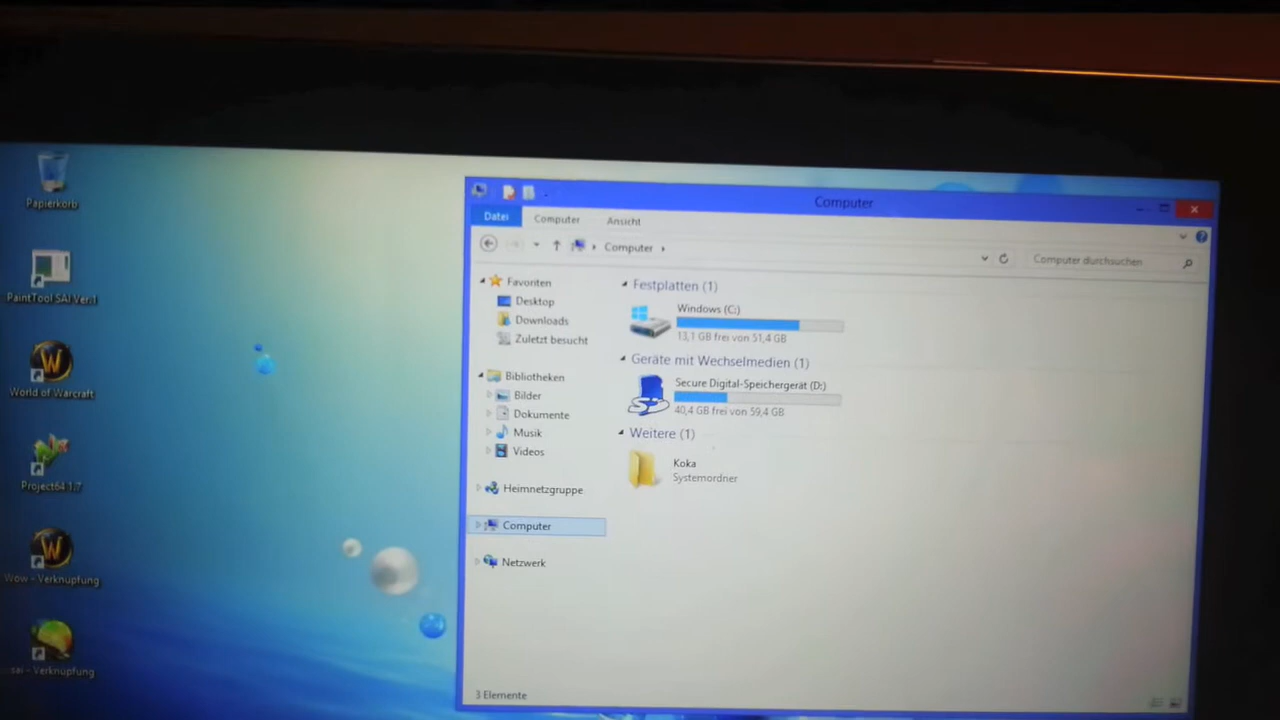 Papierkorb
PaintTool SAI Ver.1
World of Warcraft
Project64 1.7
Wow - Verknüpfung
sai - Verknüpfung
Computer
Datei Computer Ansicht
Computer
Computer durchsuchen
Favoriten
Desktop
Downloads
Zuletzt besucht
Bibliotheken
Bilder
Dokumente
Musik
Videos
Heimnetzgruppe
Computer
Netzwerk
Festplatten (1)
Windows (C:)
13,1 GB frei von 51,4 GB
Geräte mit Wechselmedien (1)
Secure Digital-Speichergerät (D:)
40,4 GB frei von 59,4 GB
Weitere (1)
Koka
Systemordner
3 Elemente